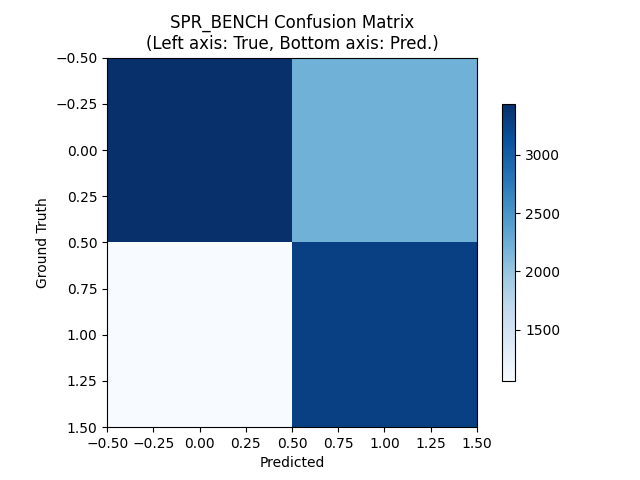 SPR_BENCH Confusion Matrix
(Left axis: True, Bottom axis: Pred.)
−0.50
−0.25
0.00
0.25
0.50
0.75
1.00
1.25
1.50
Ground Truth
−0.50 −0.25 0.00 0.25 0.50 0.75 1.00 1.25 1.50
Predicted
3000
2500
2000
1500